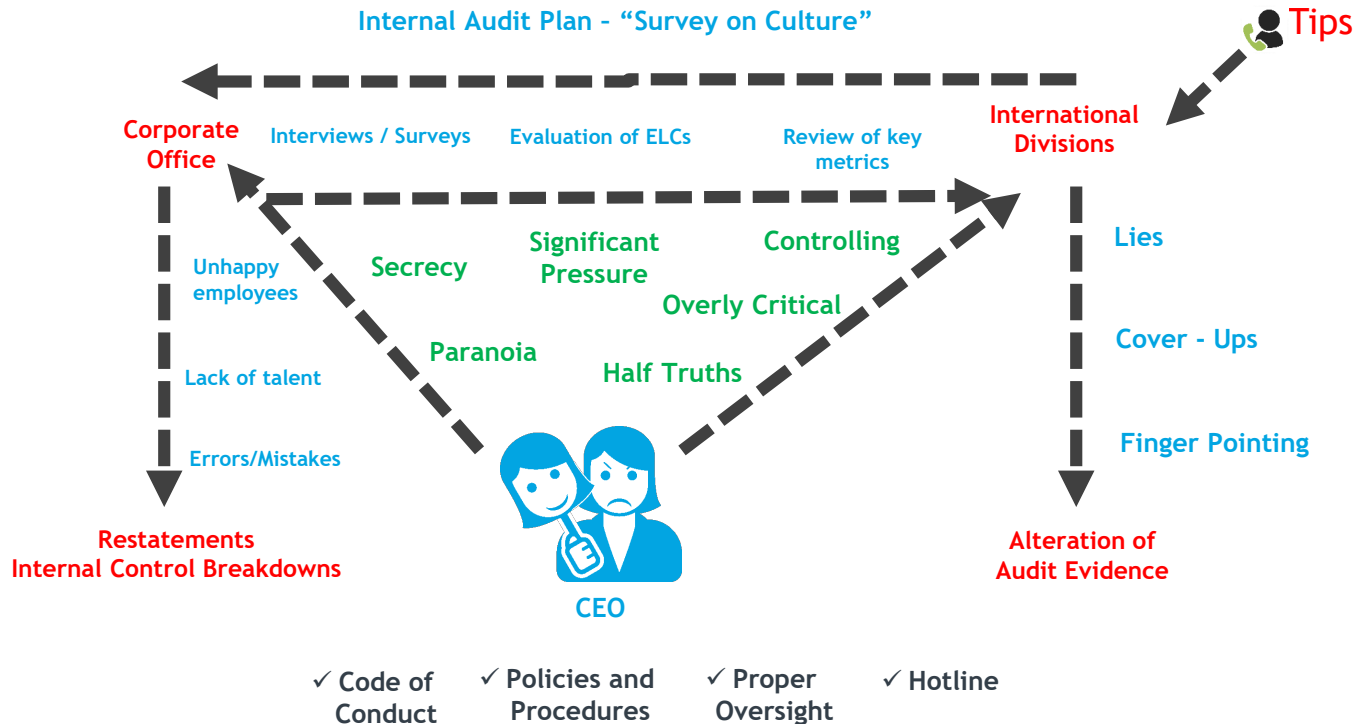 Internal Audit Plan – “Survey on Culture”
Tips
Corporate
Office
Interviews / Surveys
Evaluation of ELCs
Review of key
metrics
International
Divisions
Secrecy
Significant
Pressure
Controlling
Overly Critical
Paranoia
Half Truths
Unhappy
employees
Lack of talent
Errors/Mistakes
Lies
Cover - Ups
Finger Pointing
Restatements
Internal Control Breakdowns
CEO
Alteration of
Audit Evidence
✓ Code of
Conduct
✓ Policies and
Procedures
✓ Proper
Oversight
✓ Hotline